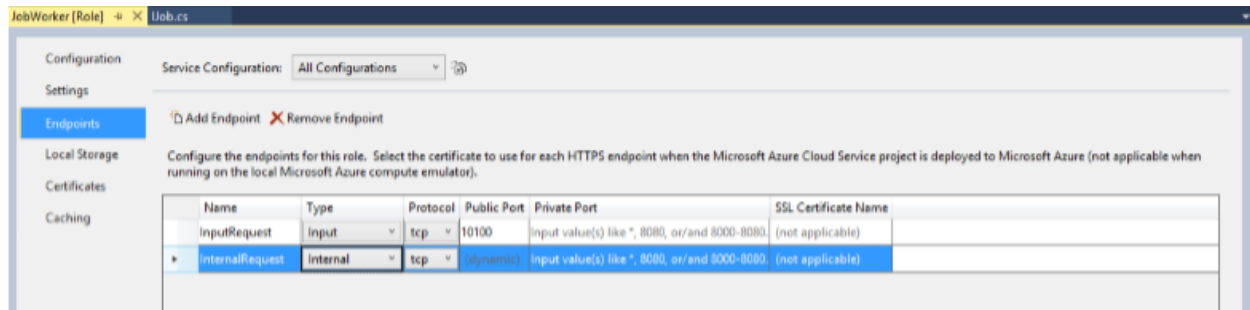 JobWorker [Role] IJob.cs
Configuration
Service Configuration: All Configurations
Settings
Add Endpoint Remove Endpoint
Endpoints
Local Storage
Configure the endpoints for this role. Select the certificate to use for each HTTPS endpoint when the Microsoft Azure Cloud Service project is deployed to Microsoft Azure (not applicable when
running on the local Microsoft Azure compute emulator).
Certificates
Caching
Name Type Protocol Public Port Private Port SSL Certificate Name
InputRequest Input tcp 10100 Input value(s) like *, 8080, or/and 8000-8080. (not applicable)
InternalRequest Internal tcp (dynamic) Input value(s) like *, 8080, or/and 8000-8080. (not applicable)